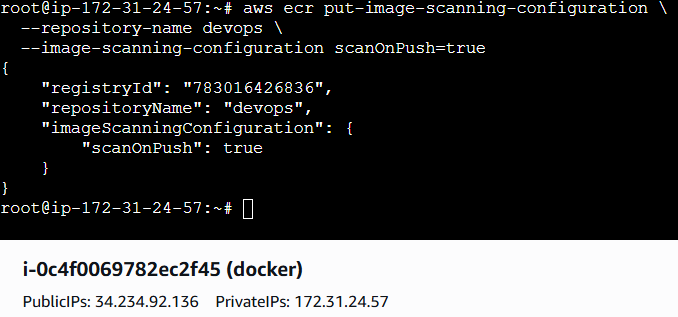 root@ip-172-31-24-57:~# aws ecr put-image-scanning-configuration \
  --repository-name devops \
  --image-scanning-configuration scanOnPush=true
{
    "registryId": "783016426836",
    "repositoryName": "devops",
    "imageScanningConfiguration": {
        "scanOnPush": true
    }
}
root@ip-172-31-24-57:~#
i-0c4f0069782ec2f45 (docker)
PublicIPs: 34.234.92.136    PrivateIPs: 172.31.24.57